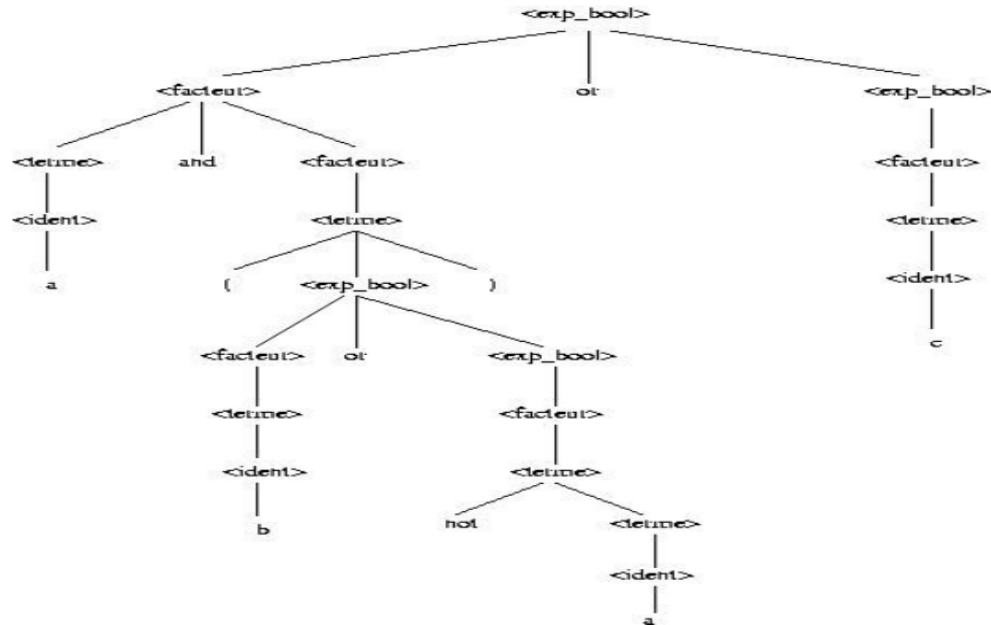 <exp_bool>
<facteur> or <exp_bool>
<terme> and <facteur> <facteur>
<ident> <terme> <terme>
a ( <exp_bool> ) <ident>
<facteur> or <exp_bool> c
<terme> <facteur>
<ident> <terme>
b not <terme>
<ident>
a